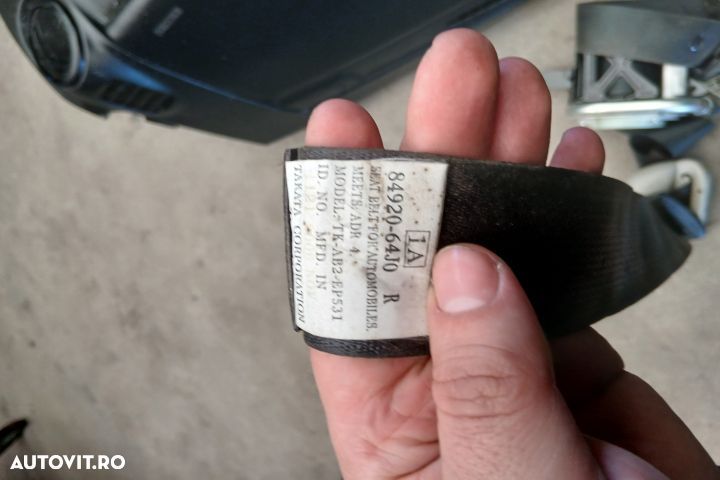 1A
84920-64J0 R
SEAT BELT FOR AUTOMOBILES.
MEETS, ADR 4.
MODEL. TK-AB2-EP531
ID. NO. MFD. IN
TAKATA CORPORATION
AUTOVIT.RO